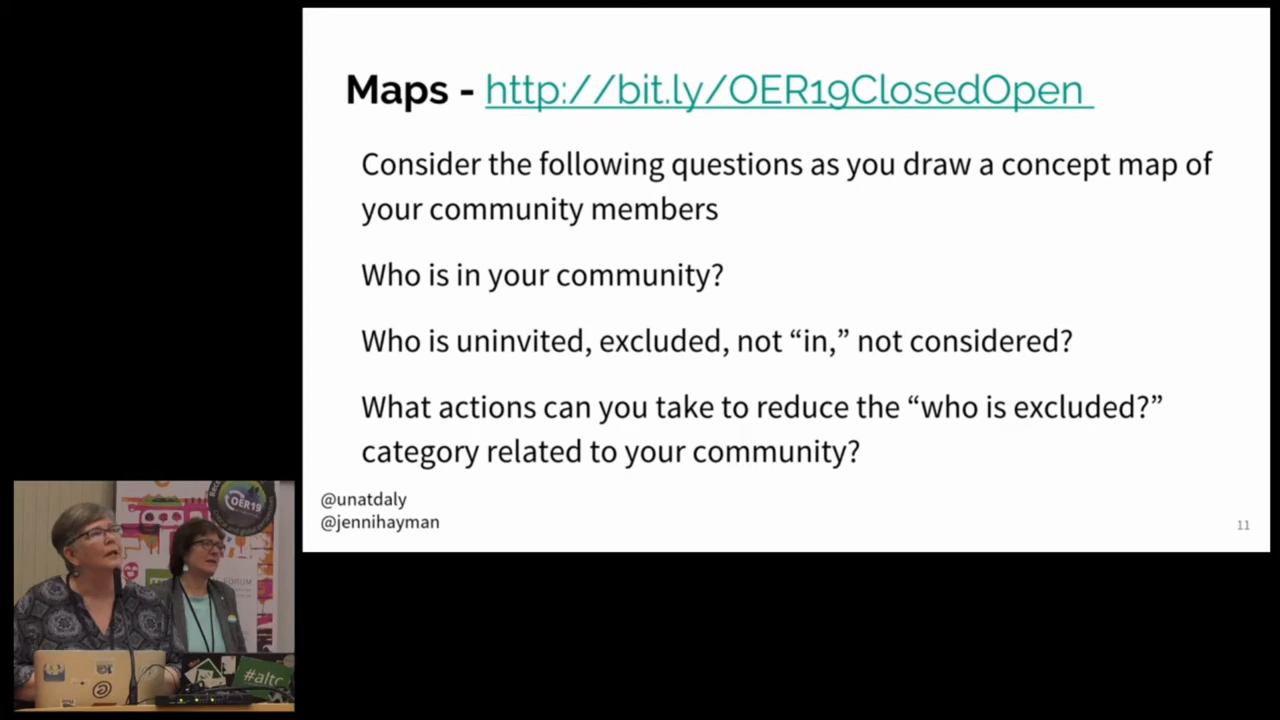 Maps - http://bit.ly/OER19ClosedOpen
Consider the following questions as you draw a concept map of
your community members
Who is in your community?
Who is uninvited, excluded, not “in,” not considered?
What actions can you take to reduce the “who is excluded?”
category related to your community?
@unatdaly
@jennihayman
11
OER19
FORUM
#altc